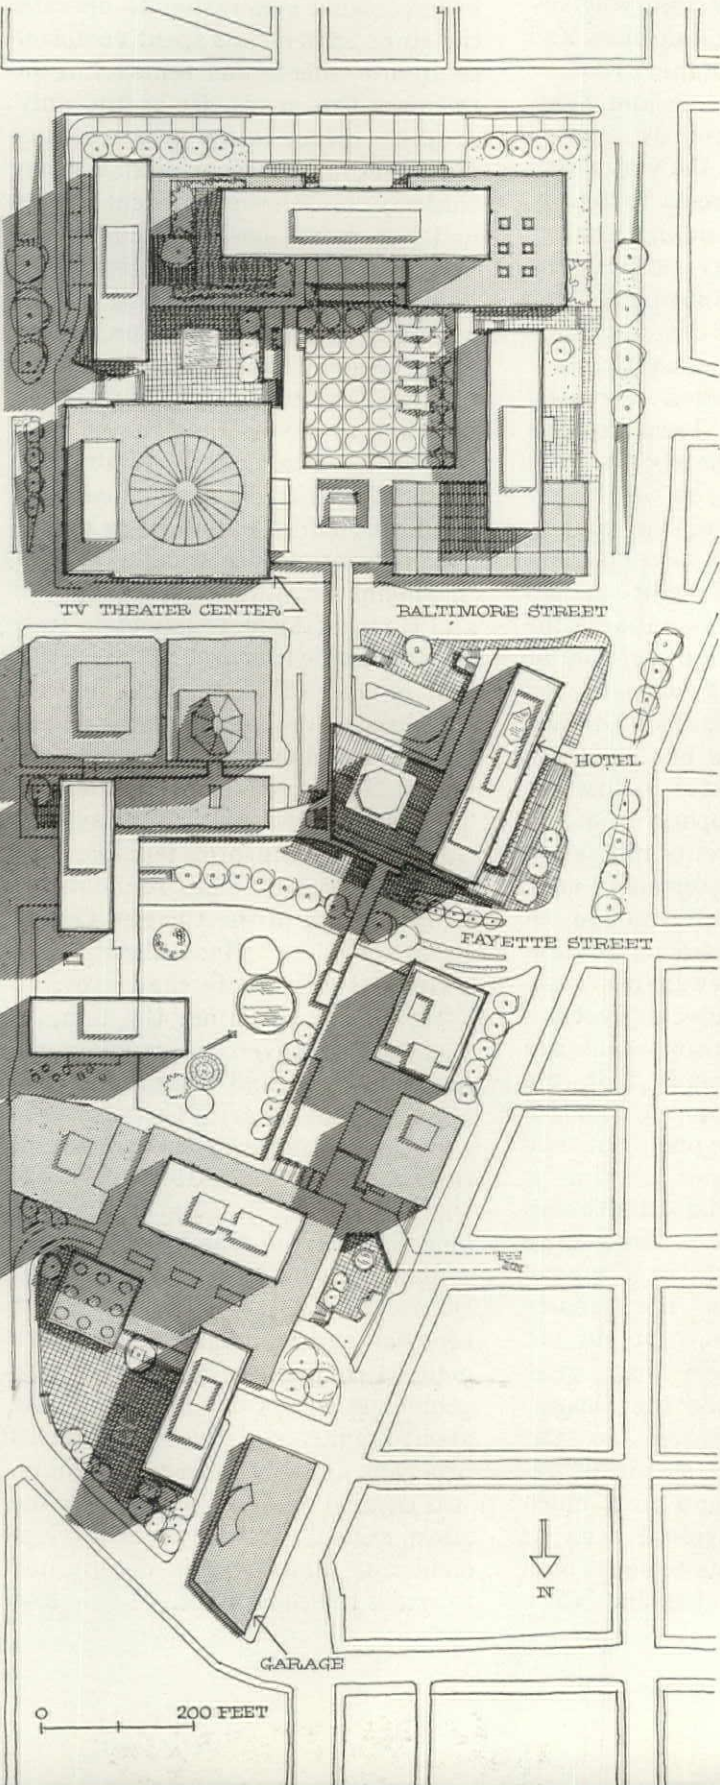 TV THEATER CENTER
BALTIMORE STREET
HOTEL
FAYETTE STREET
N
GARAGE
0 200 FEET